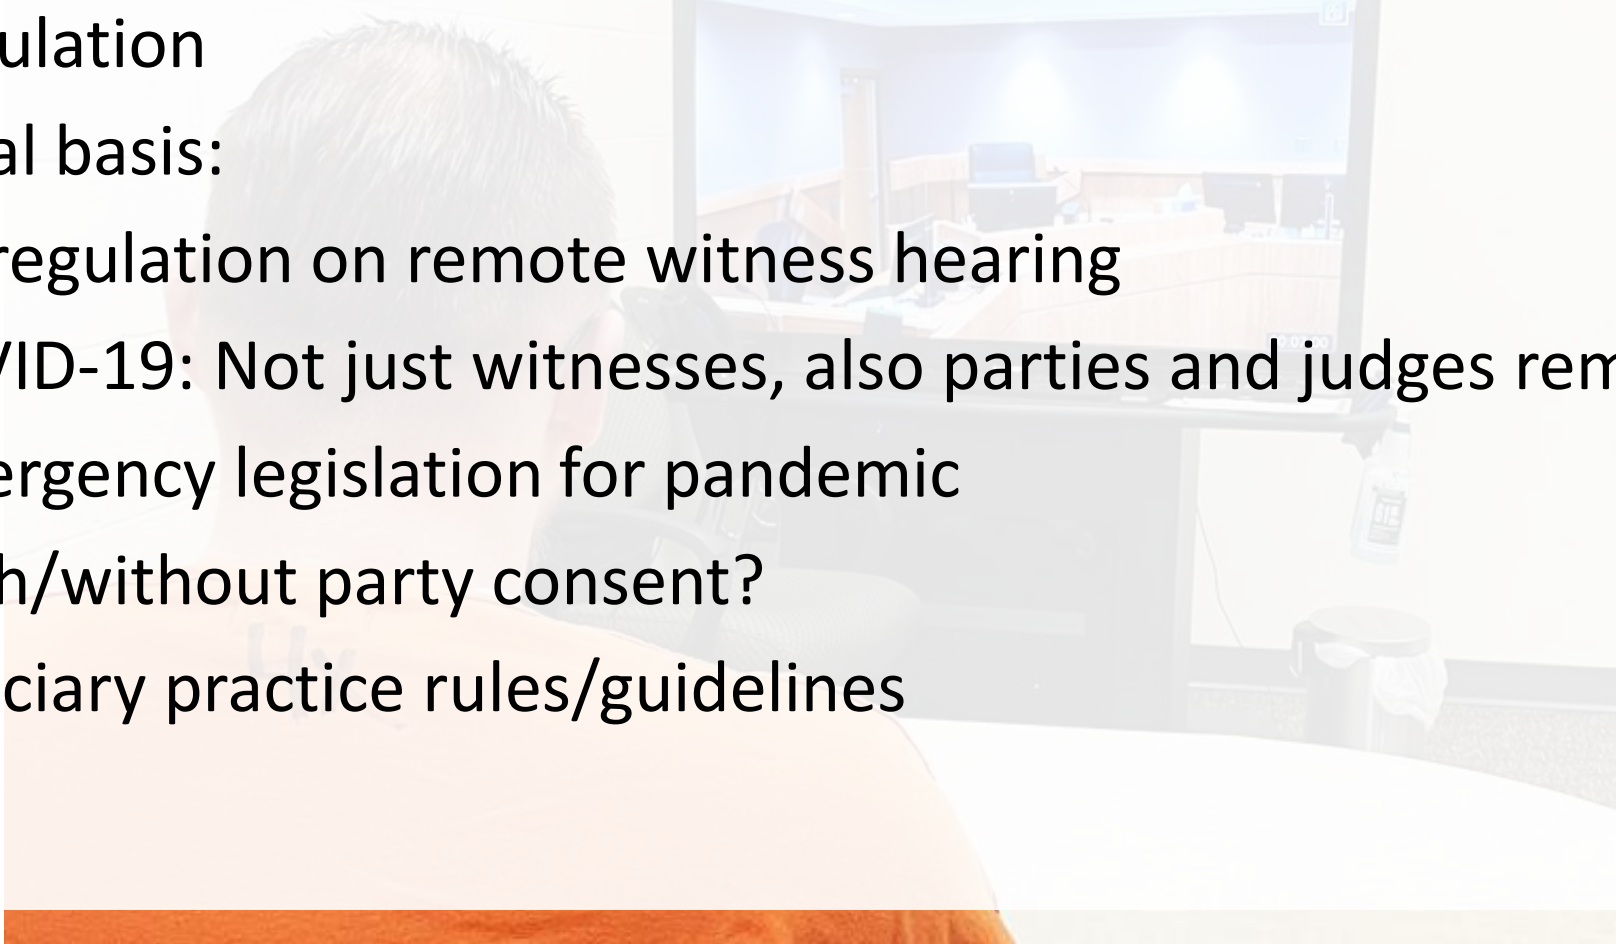 ulation
al basis:
regulation on remote witness hearing
VID-19: Not just witnesses, also parties and judges rem
ergency legislation for pandemic
h/without party consent?
ciary practice rules/guidelines